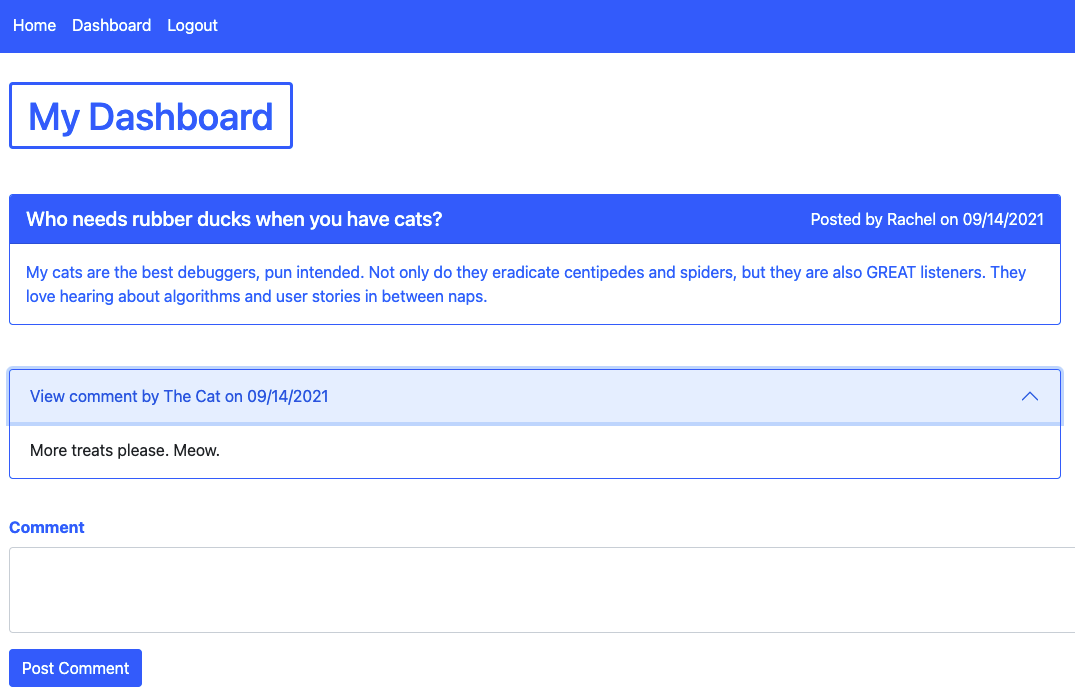 Home Dashboard Logout
My Dashboard
Who needs rubber ducks when you have cats? Posted by Rachel on 09/14/2021
My cats are the best debuggers, pun intended. Not only do they eradicate centipedes and spiders, but they are also GREAT listeners. They
love hearing about algorithms and user stories in between naps.
View comment by The Cat on 09/14/2021
More treats please. Meow.
Comment
Post Comment